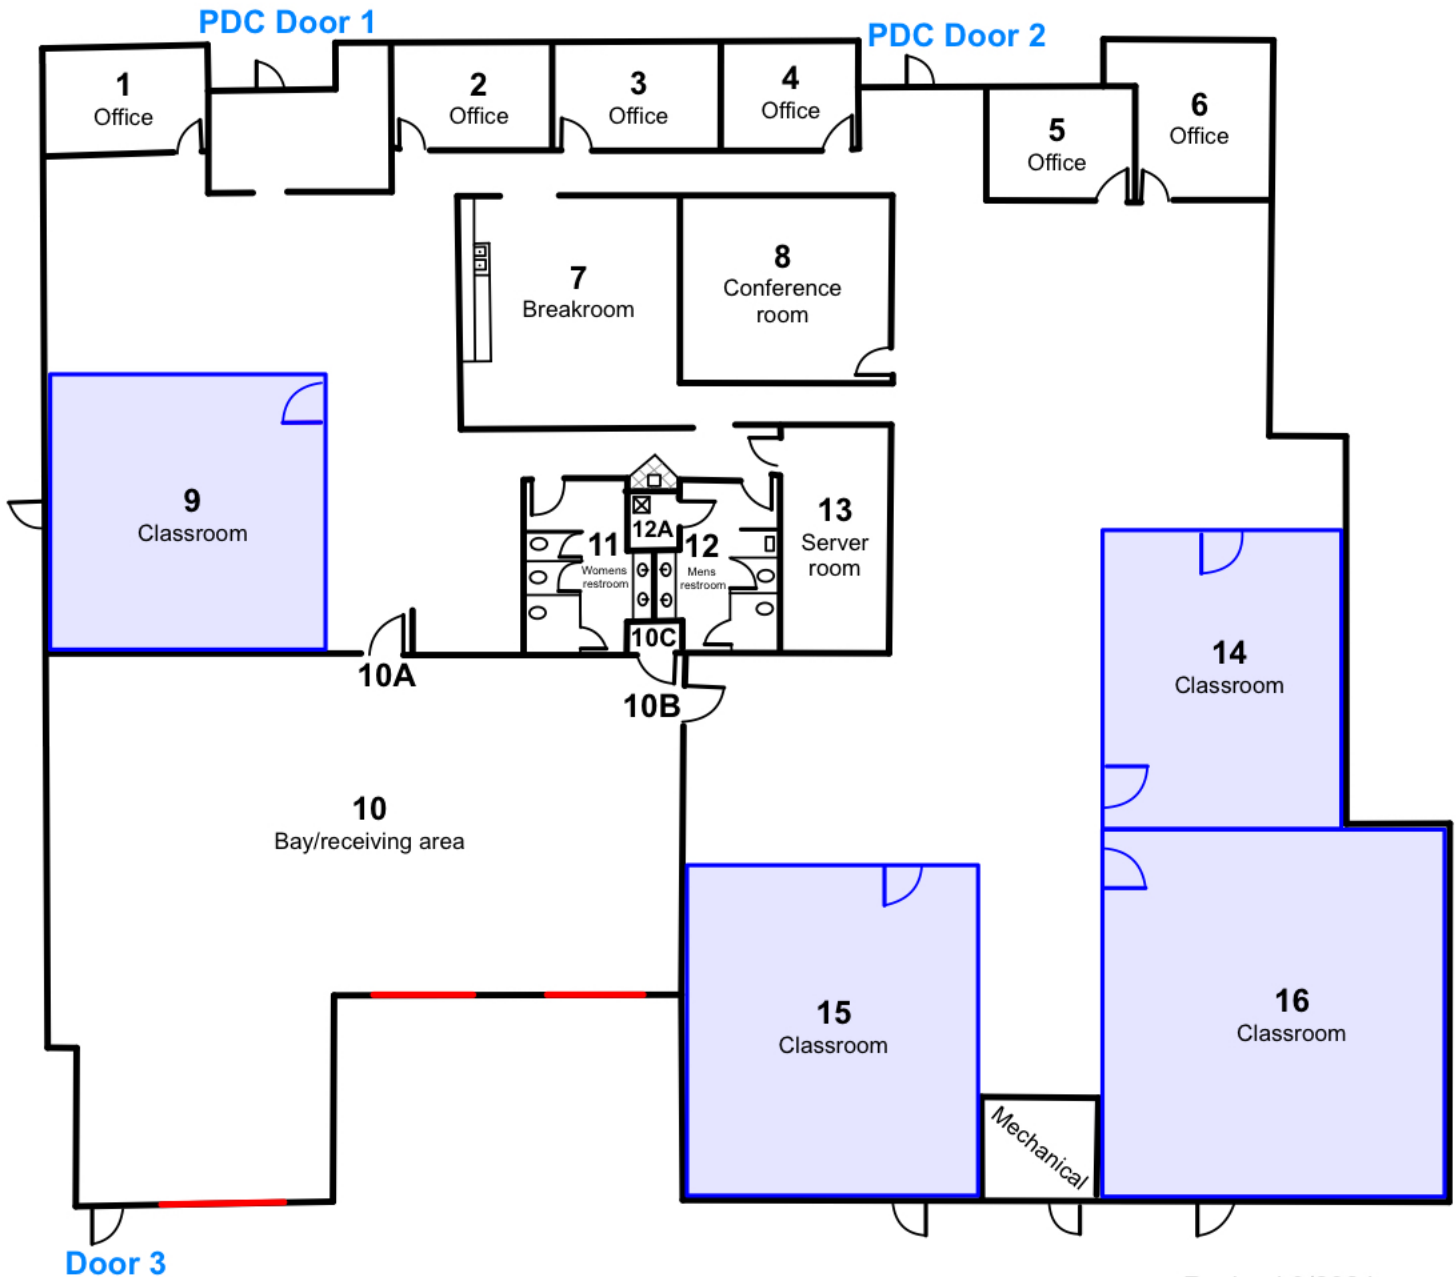 PDC Door 1
PDC Door 2
1
Office
2
Office
3
Office
4
Office
5
Office
6
Office
7
Breakroom
8
Conference
room
9
Classroom
11
Womens
restroom
12A
12
Mens
restroom
13
Server
room
10C
10A
10B
14
Classroom
10
Bay/receiving area
15
Classroom
16
Classroom
Mechanical
Door 3